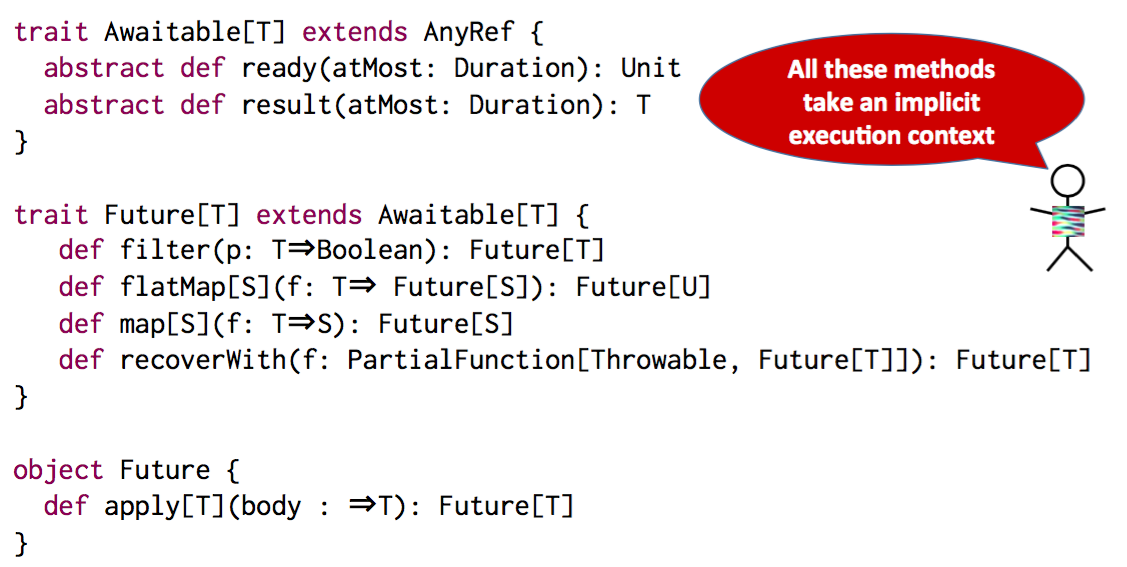 trait Awaitable[T] extends AnyRef {
abstract def ready(atMost: Duration): Unit
abstract def result(atMost: Duration): T
}
All these methods
take an implicit
execution context
trait Future[T] extends Awaitable[T] {
def filter(p: T⇒Boolean): Future[T]
def flatMap[S](f: T⇒ Future[S]): Future[U]
def map[S](f: T⇒S): Future[S]
def recoverWith(f: PartialFunction[Throwable, Future[T]]): Future[T]
}
object Future {
def apply[T](body : ⇒T): Future[T]
}